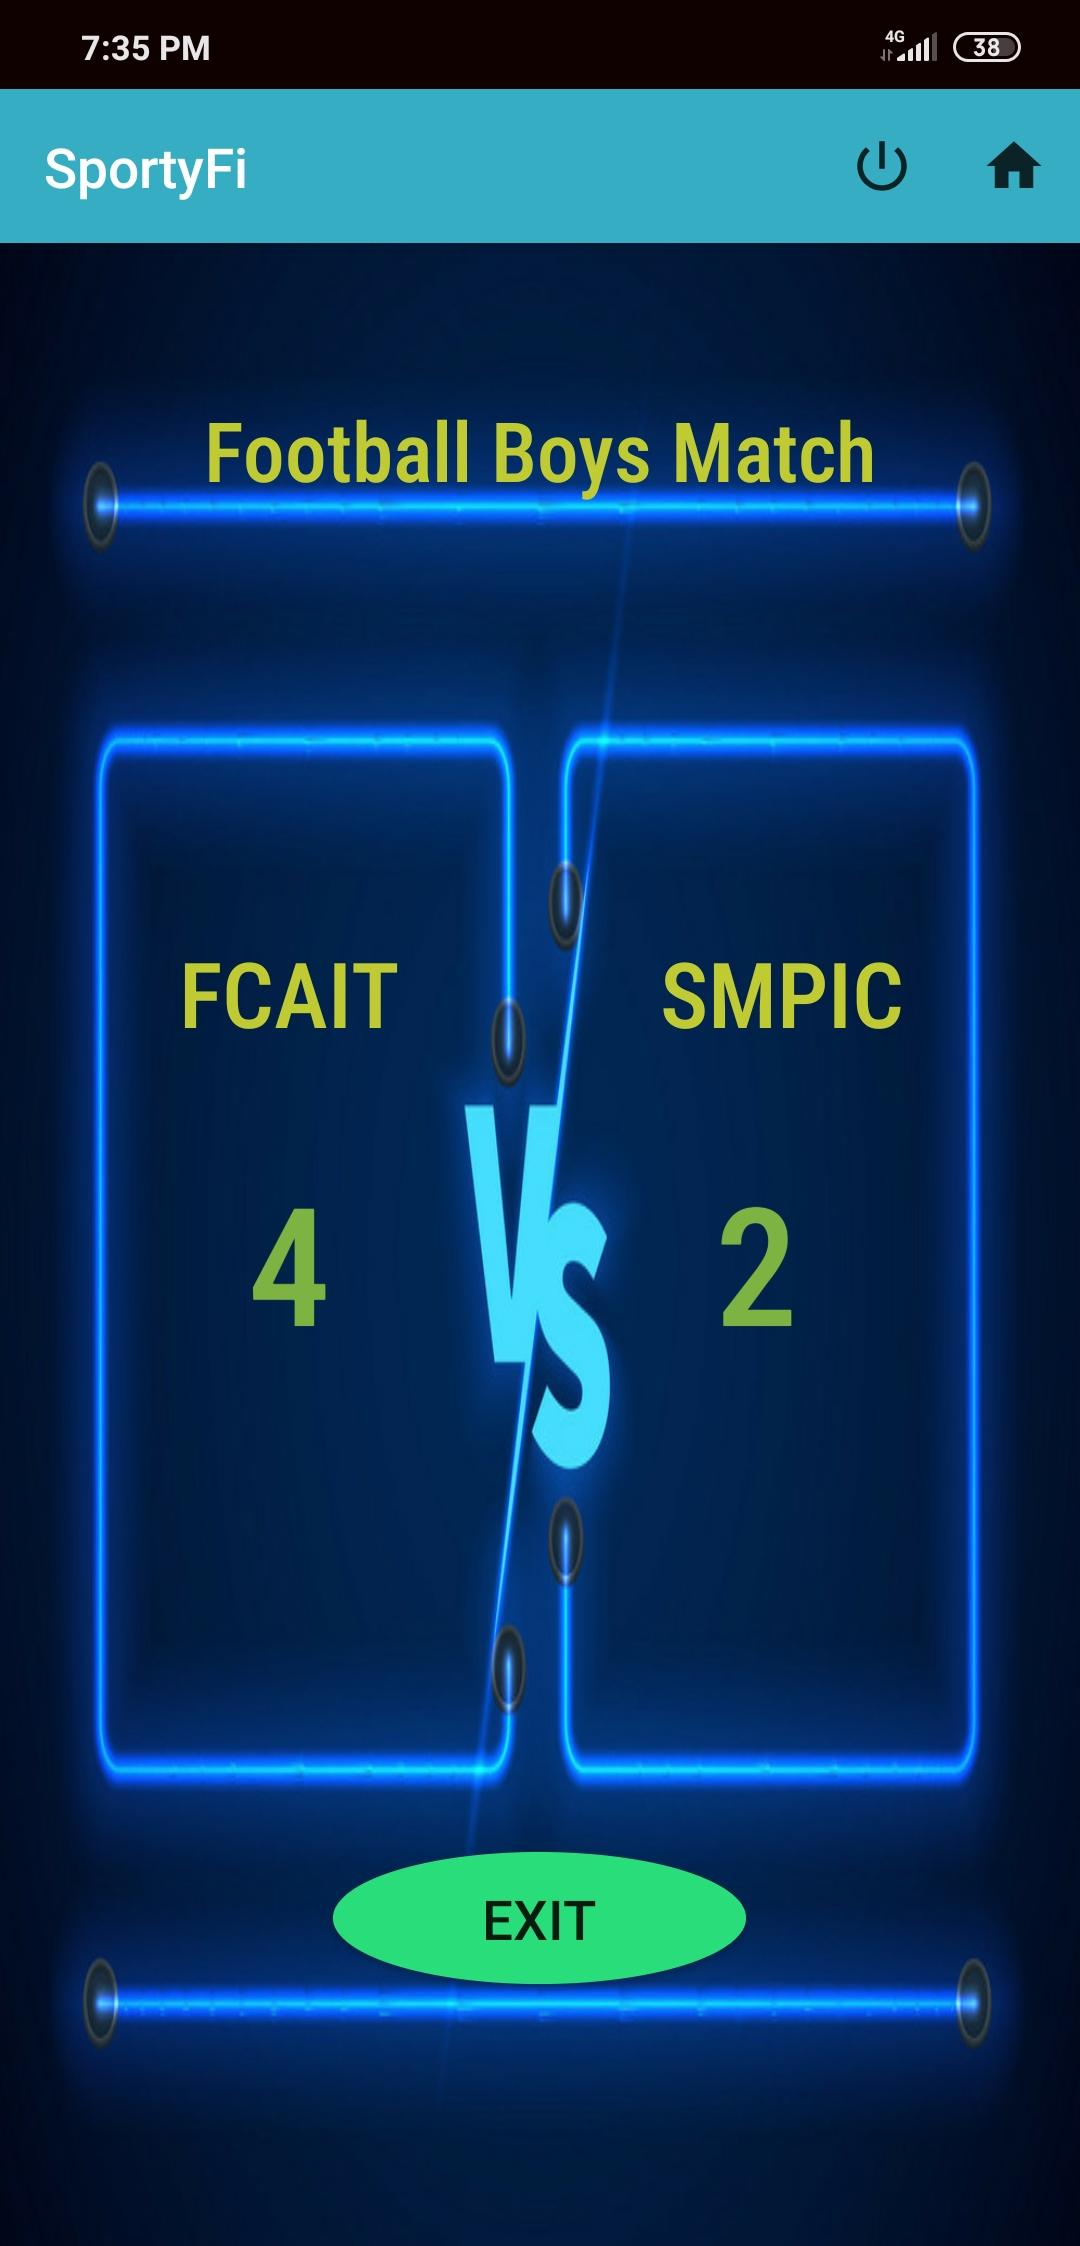 7:35 PM
4G
38
SportyFi
Football Boys Match
FCAIT
SMPIC
Vs
4
2
EXIT